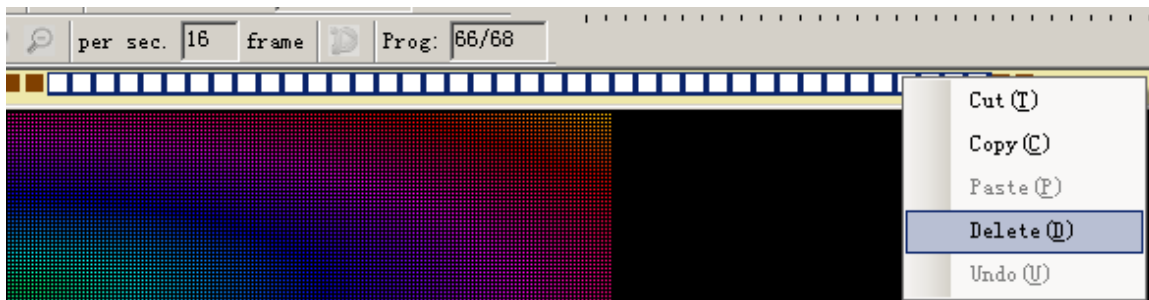 per sec. 16 frame Prog: 66/68
Cut(T)
Copy(C)
Paste(P)
Delete(D)
Undo(U)